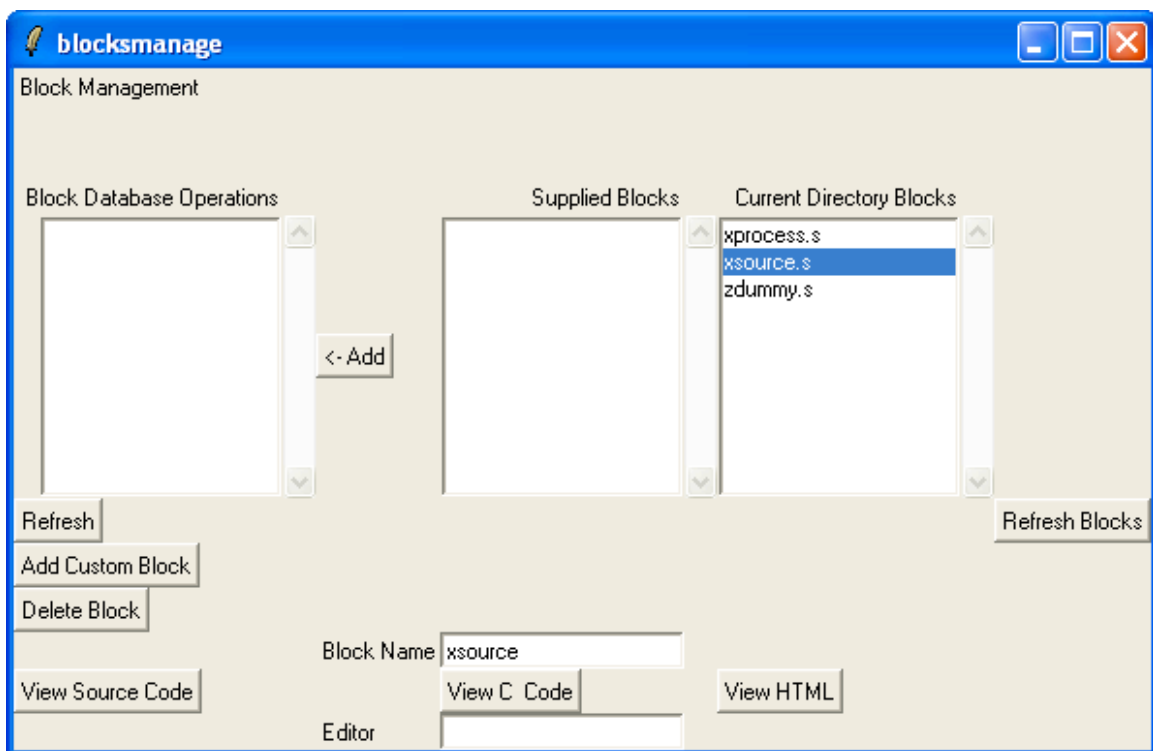 blocksmanage
Block Management
Block Database Operations Supplied Blocks Current Directory Blocks
xprocess.s
xsource.s
zdummy.s
<- Add
Refresh Refresh Blocks
Add Custom Block
Delete Block
Block Name xsource
View Source Code View C Code View HTML
Editor